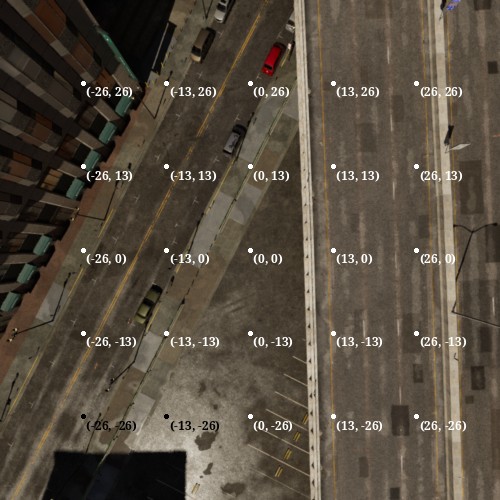 (-26, 26) (-13, 26) (0, 26) (13, 26) (26, 26)
(-26, 13) (-13, 13) (0, 13) (13, 13) (26, 13)
(-26, 0) (-13, 0) (0, 0) (13, 0) (26, 0)
(-26, -13) (-13, -13) (0, -13) (13, -13) (26, -13)
(-26, -26) (-13, -26) (0, -26) (13, -26) (26, -26)